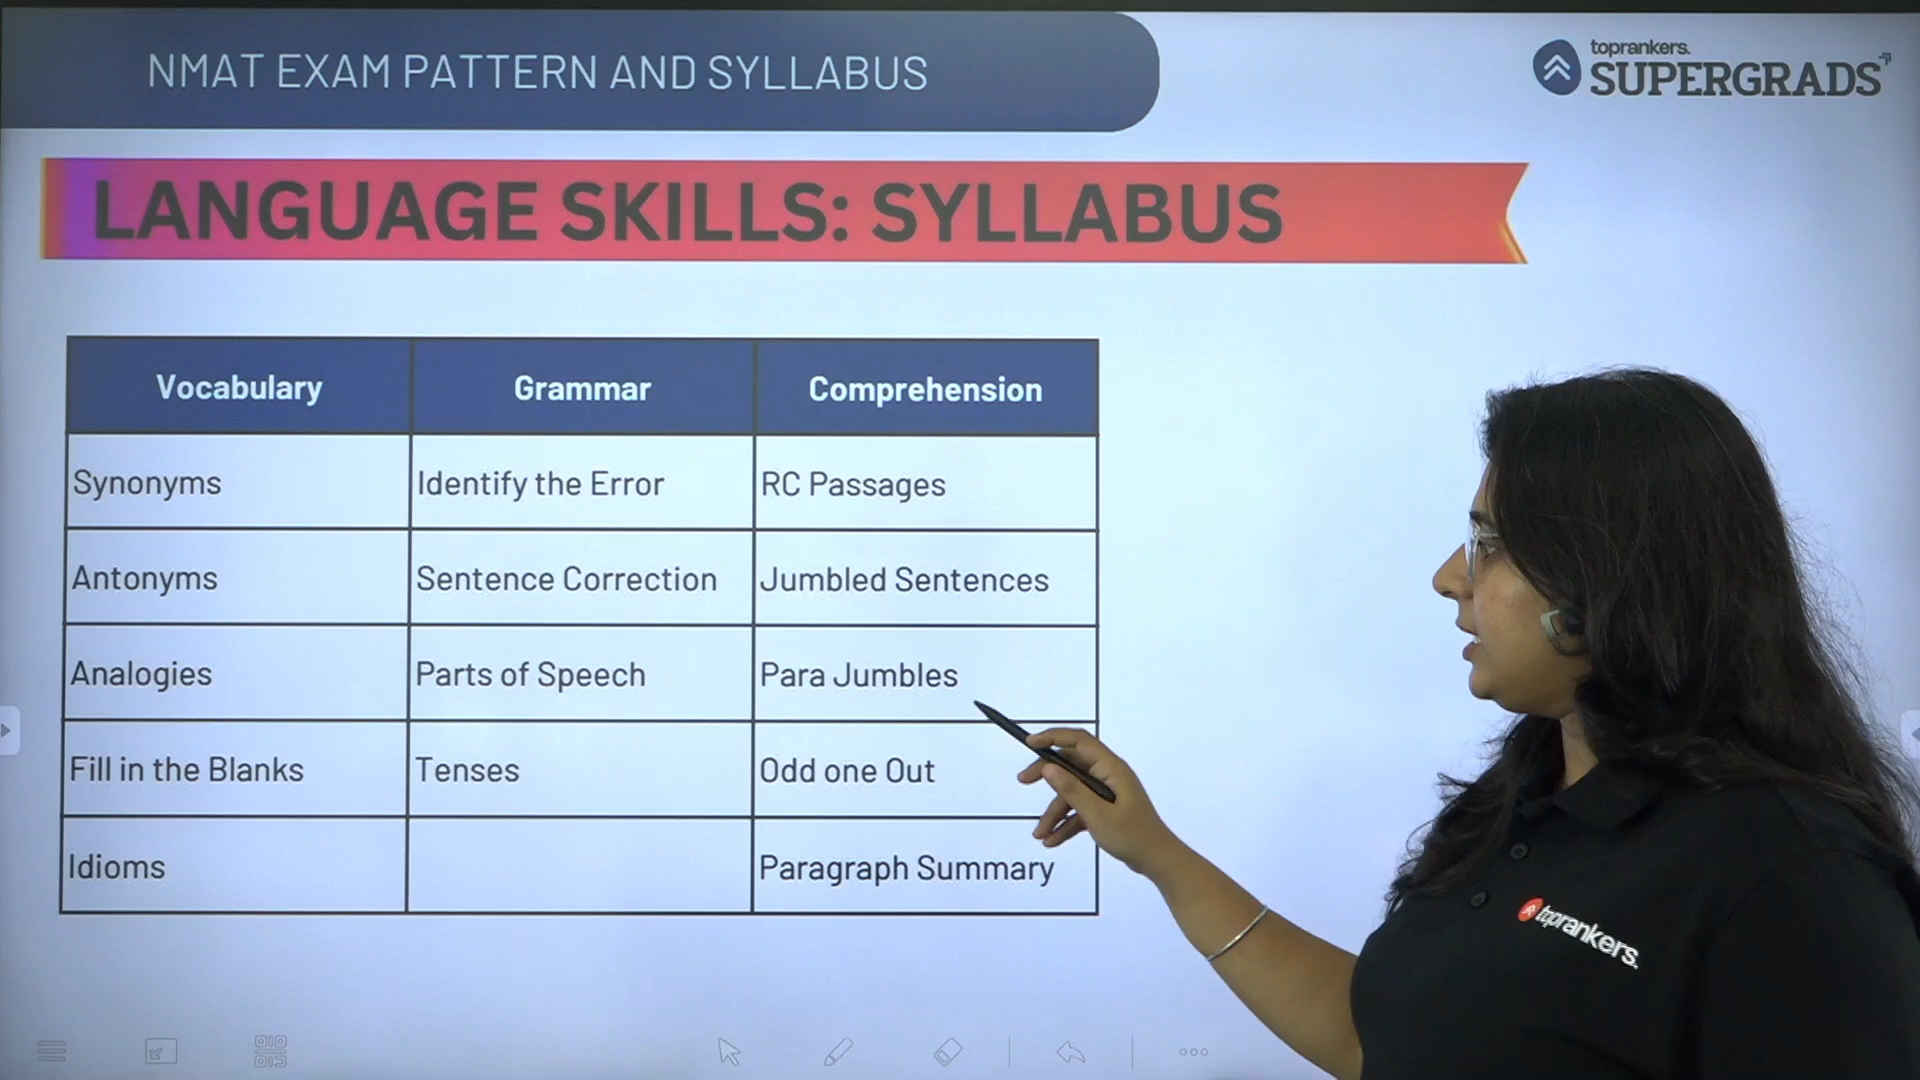 NMAT EXAM PATTERN AND SYLLABUS
toprankers.
SUPERGRADS
LANGUAGE SKILLS: SYLLABUS
Vocabulary Grammar Comprehension
Synonyms Identify the Error RC Passages
Antonyms Sentence Correction Jumbled Sentences
Analogies Parts of Speech Para Jumbles
Fill in the Blanks Tenses Odd one Out
Idioms Paragraph Summary
toprankers.